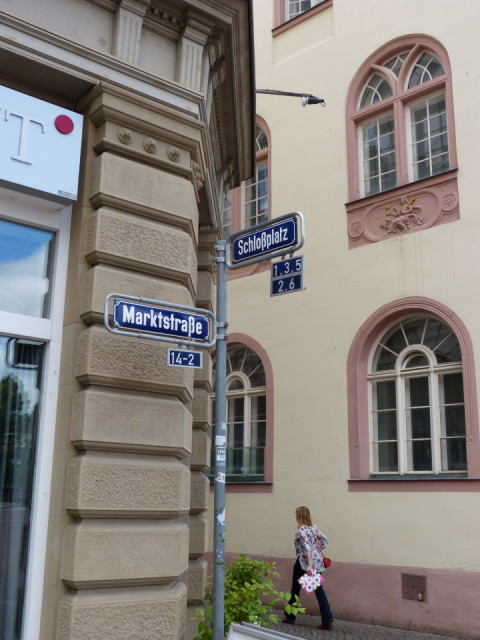 T
Schloßplatz
1, 3, 5
2, 6
Marktstraße
14-2